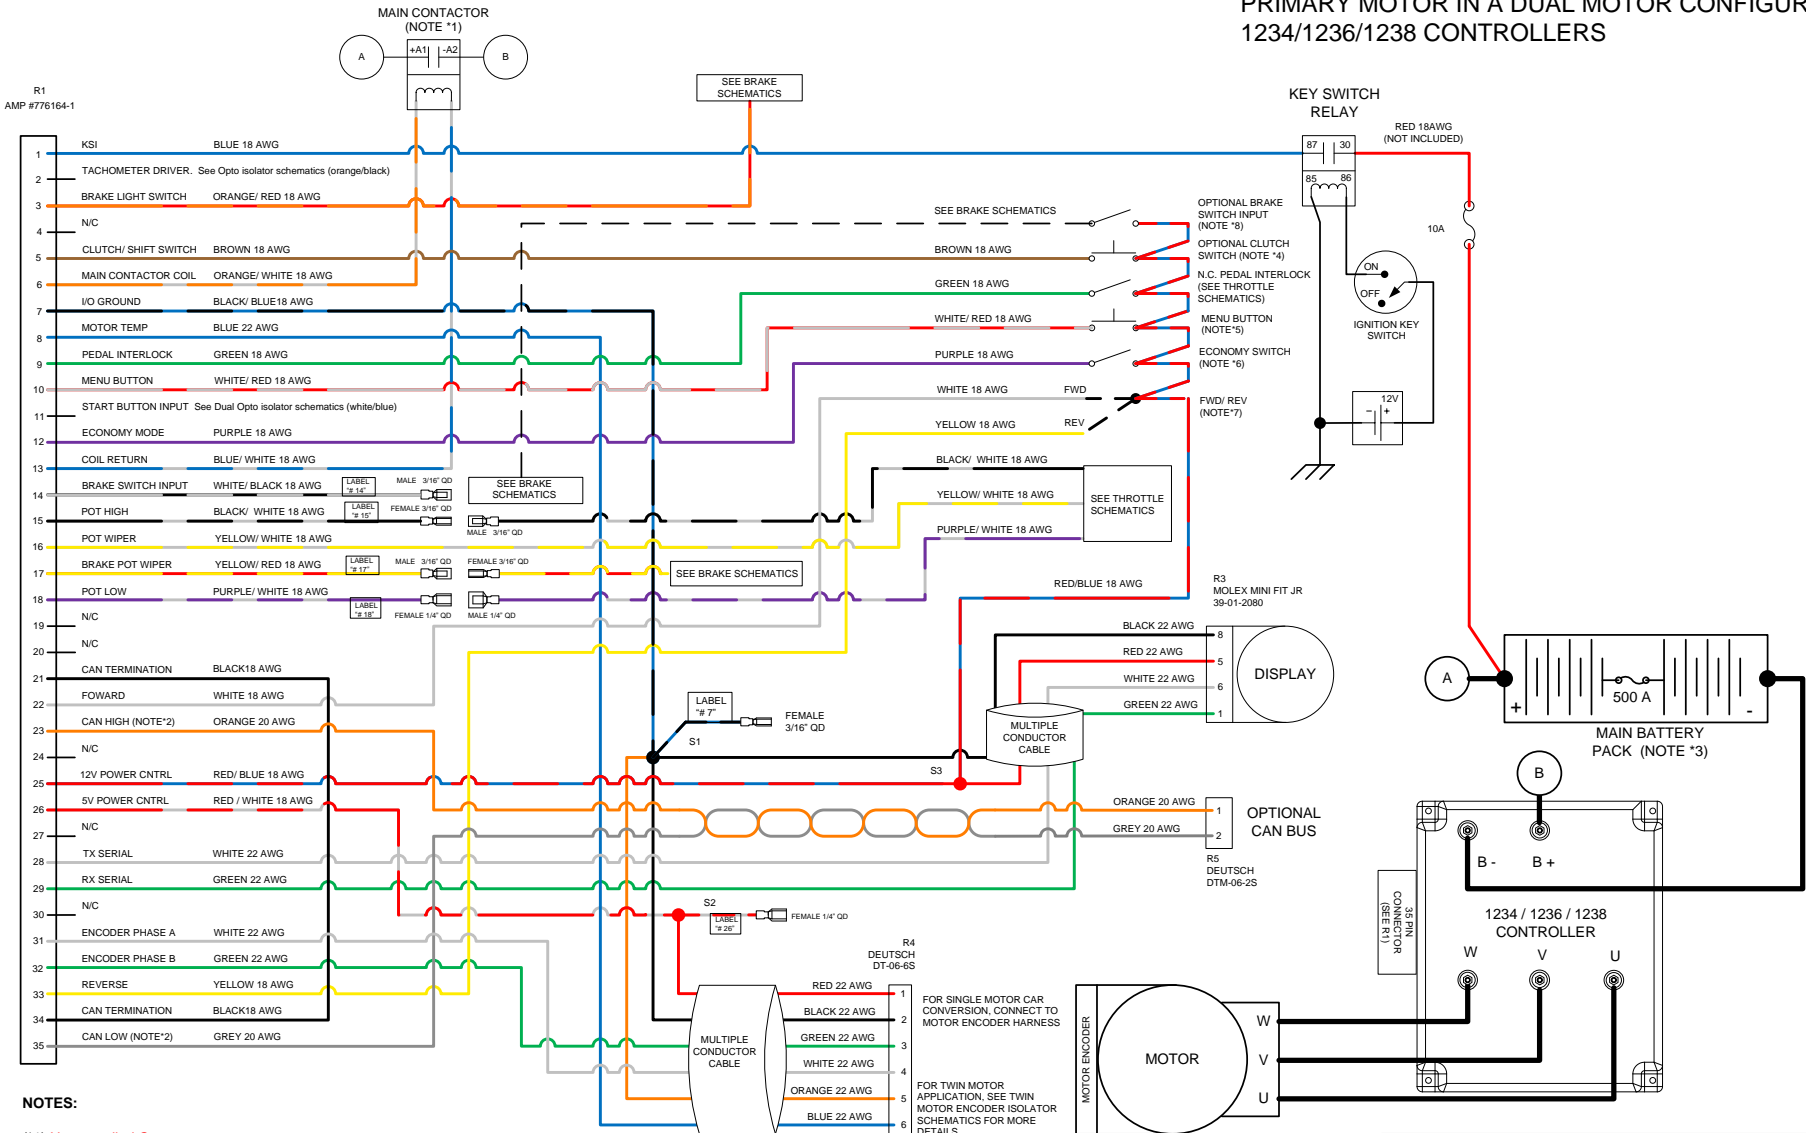 PRIMARY MOTOR IN A DUAL MOTOR CONFIGUR
1234/1236/1238 CONTROLLERS
MAIN CONTACTOR
(NOTE *1)
A
+A1
-A2
B
R1
AMP #776164-1
SEE BRAKE
SCHEMATICS
KEY SWITCH
RELAY
RED 18AWG
(NOT INCLUDED)
87
30
85
86
10A
ON
OFF
IGNITION KEY
SWITCH
12V
- +
1 KSI BLUE 18 AWG
2 TACHOMETER DRIVER. See Opto isolator schematics (orange/black)
3 BRAKE LIGHT SWITCH ORANGE/ RED 18 AWG
4 N/C
5 CLUTCH/ SHIFT SWITCH BROWN 18 AWG
6 MAIN CONTACTOR COIL ORANGE/ WHITE 18 AWG
7 I/O GROUND BLACK/ BLUE18 AWG
8 MOTOR TEMP BLUE 22 AWG
9 PEDAL INTERLOCK GREEN 18 AWG
10 MENU BUTTON WHITE/ RED 18 AWG
11 START BUTTON INPUT See Dual Opto isolator schematics (white/blue)
12 ECONOMY MODE PURPLE 18 AWG
13 COIL RETURN BLUE/ WHITE 18 AWG
14 BRAKE SWITCH INPUT WHITE/ BLACK 18 AWG
15 POT HIGH BLACK/ WHITE 18 AWG
16 POT WIPER YELLOW/ WHITE 18 AWG
17 BRAKE POT WIPER YELLOW/ RED 18 AWG
18 POT LOW PURPLE/ WHITE 18 AWG
19 N/C
20 N/C
21 CAN TERMINATION BLACK18 AWG
22 FOWARD WHITE 18 AWG
23 CAN HIGH (NOTE*2) ORANGE 20 AWG
24 N/C
25 12V POWER CNTRL RED/ BLUE 18 AWG
26 5V POWER CNTRL RED / WHITE 18 AWG
27 N/C
28 TX SERIAL WHITE 22 AWG
29 RX SERIAL GREEN 22 AWG
30 N/C
31 ENCODER PHASE A WHITE 22 AWG
32 ENCODER PHASE B GREEN 22 AWG
33 REVERSE YELLOW 18 AWG
34 CAN TERMINATION BLACK18 AWG
35 CAN LOW (NOTE*2) GREY 20 AWG
LABEL
"# 14"
MALE 3/16" QD
LABEL
"# 15"
FEMALE 3/16" QD
MALE 3/16" QD
SEE BRAKE
SCHEMATICS
LABEL
"# 17"
MALE 3/16" QD
FEMALE 3/16" QD
SEE BRAKE SCHEMATICS
LABEL
"# 18"
FEMALE 1/4" QD
MALE 1/4" QD
SEE BRAKE SCHEMATICS
OPTIONAL BRAKE
SWITCH INPUT
(NOTE *8)
BROWN 18 AWG
OPTIONAL CLUTCH
SWITCH (NOTE *4)
GREEN 18 AWG
N.C. PEDAL INTERLOCK
(SEE THROTTLE
SCHEMATICS)
WHITE/ RED 18 AWG
MENU BUTTON
(NOTE*5)
PURPLE 18 AWG
ECONOMY SWITCH
(NOTE *6)
WHITE 18 AWG
FWD
FWD/ REV
(NOTE*7)
YELLOW 18 AWG
REV
BLACK/ WHITE 18 AWG
YELLOW/ WHITE 18 AWG
PURPLE/ WHITE 18 AWG
SEE THROTTLE
SCHEMATICS
RED/BLUE 18 AWG
R3
MOLEX MINI FIT JR
39-01-2080
BLACK 22 AWG 8
RED 22 AWG 5
WHITE 22 AWG 6
GREEN 22 AWG 1
DISPLAY
LABEL
"# 7"
FEMALE
3/16" QD
S1
MULTIPLE
CONDUCTOR
CABLE
S3
ORANGE 20 AWG 1
GREY 20 AWG 2
OPTIONAL
CAN BUS
R5
DEUTSCH
DTM-06-2S
S2
LABEL
"# 26"
FEMALE 1/4" QD
R4
DEUTSCH
DT-06-6S
MULTIPLE
CONDUCTOR
CABLE
RED 22 AWG 1
BLACK 22 AWG 2
GREEN 22 AWG 3
WHITE 22 AWG 4
ORANGE 22 AWG 5
BLUE 22 AWG 6
FOR SINGLE MOTOR CAR
CONVERSION, CONNECT TO
MOTOR ENCODER HARNESS
FOR TWIN MOTOR
APPLICATION, SEE TWIN
MOTOR ENCODER ISOLATOR
SCHEMATICS FOR MORE
DETAILS
MOTOR ENCODER
MOTOR
W
V
U
A
500 A
+
-
MAIN BATTERY
PACK (NOTE *3)
B
B -
B +
35 PIN
CONNECTOR
(SEE R1)
1234 / 1236 / 1238
CONTROLLER
W
V
U
NOTES: